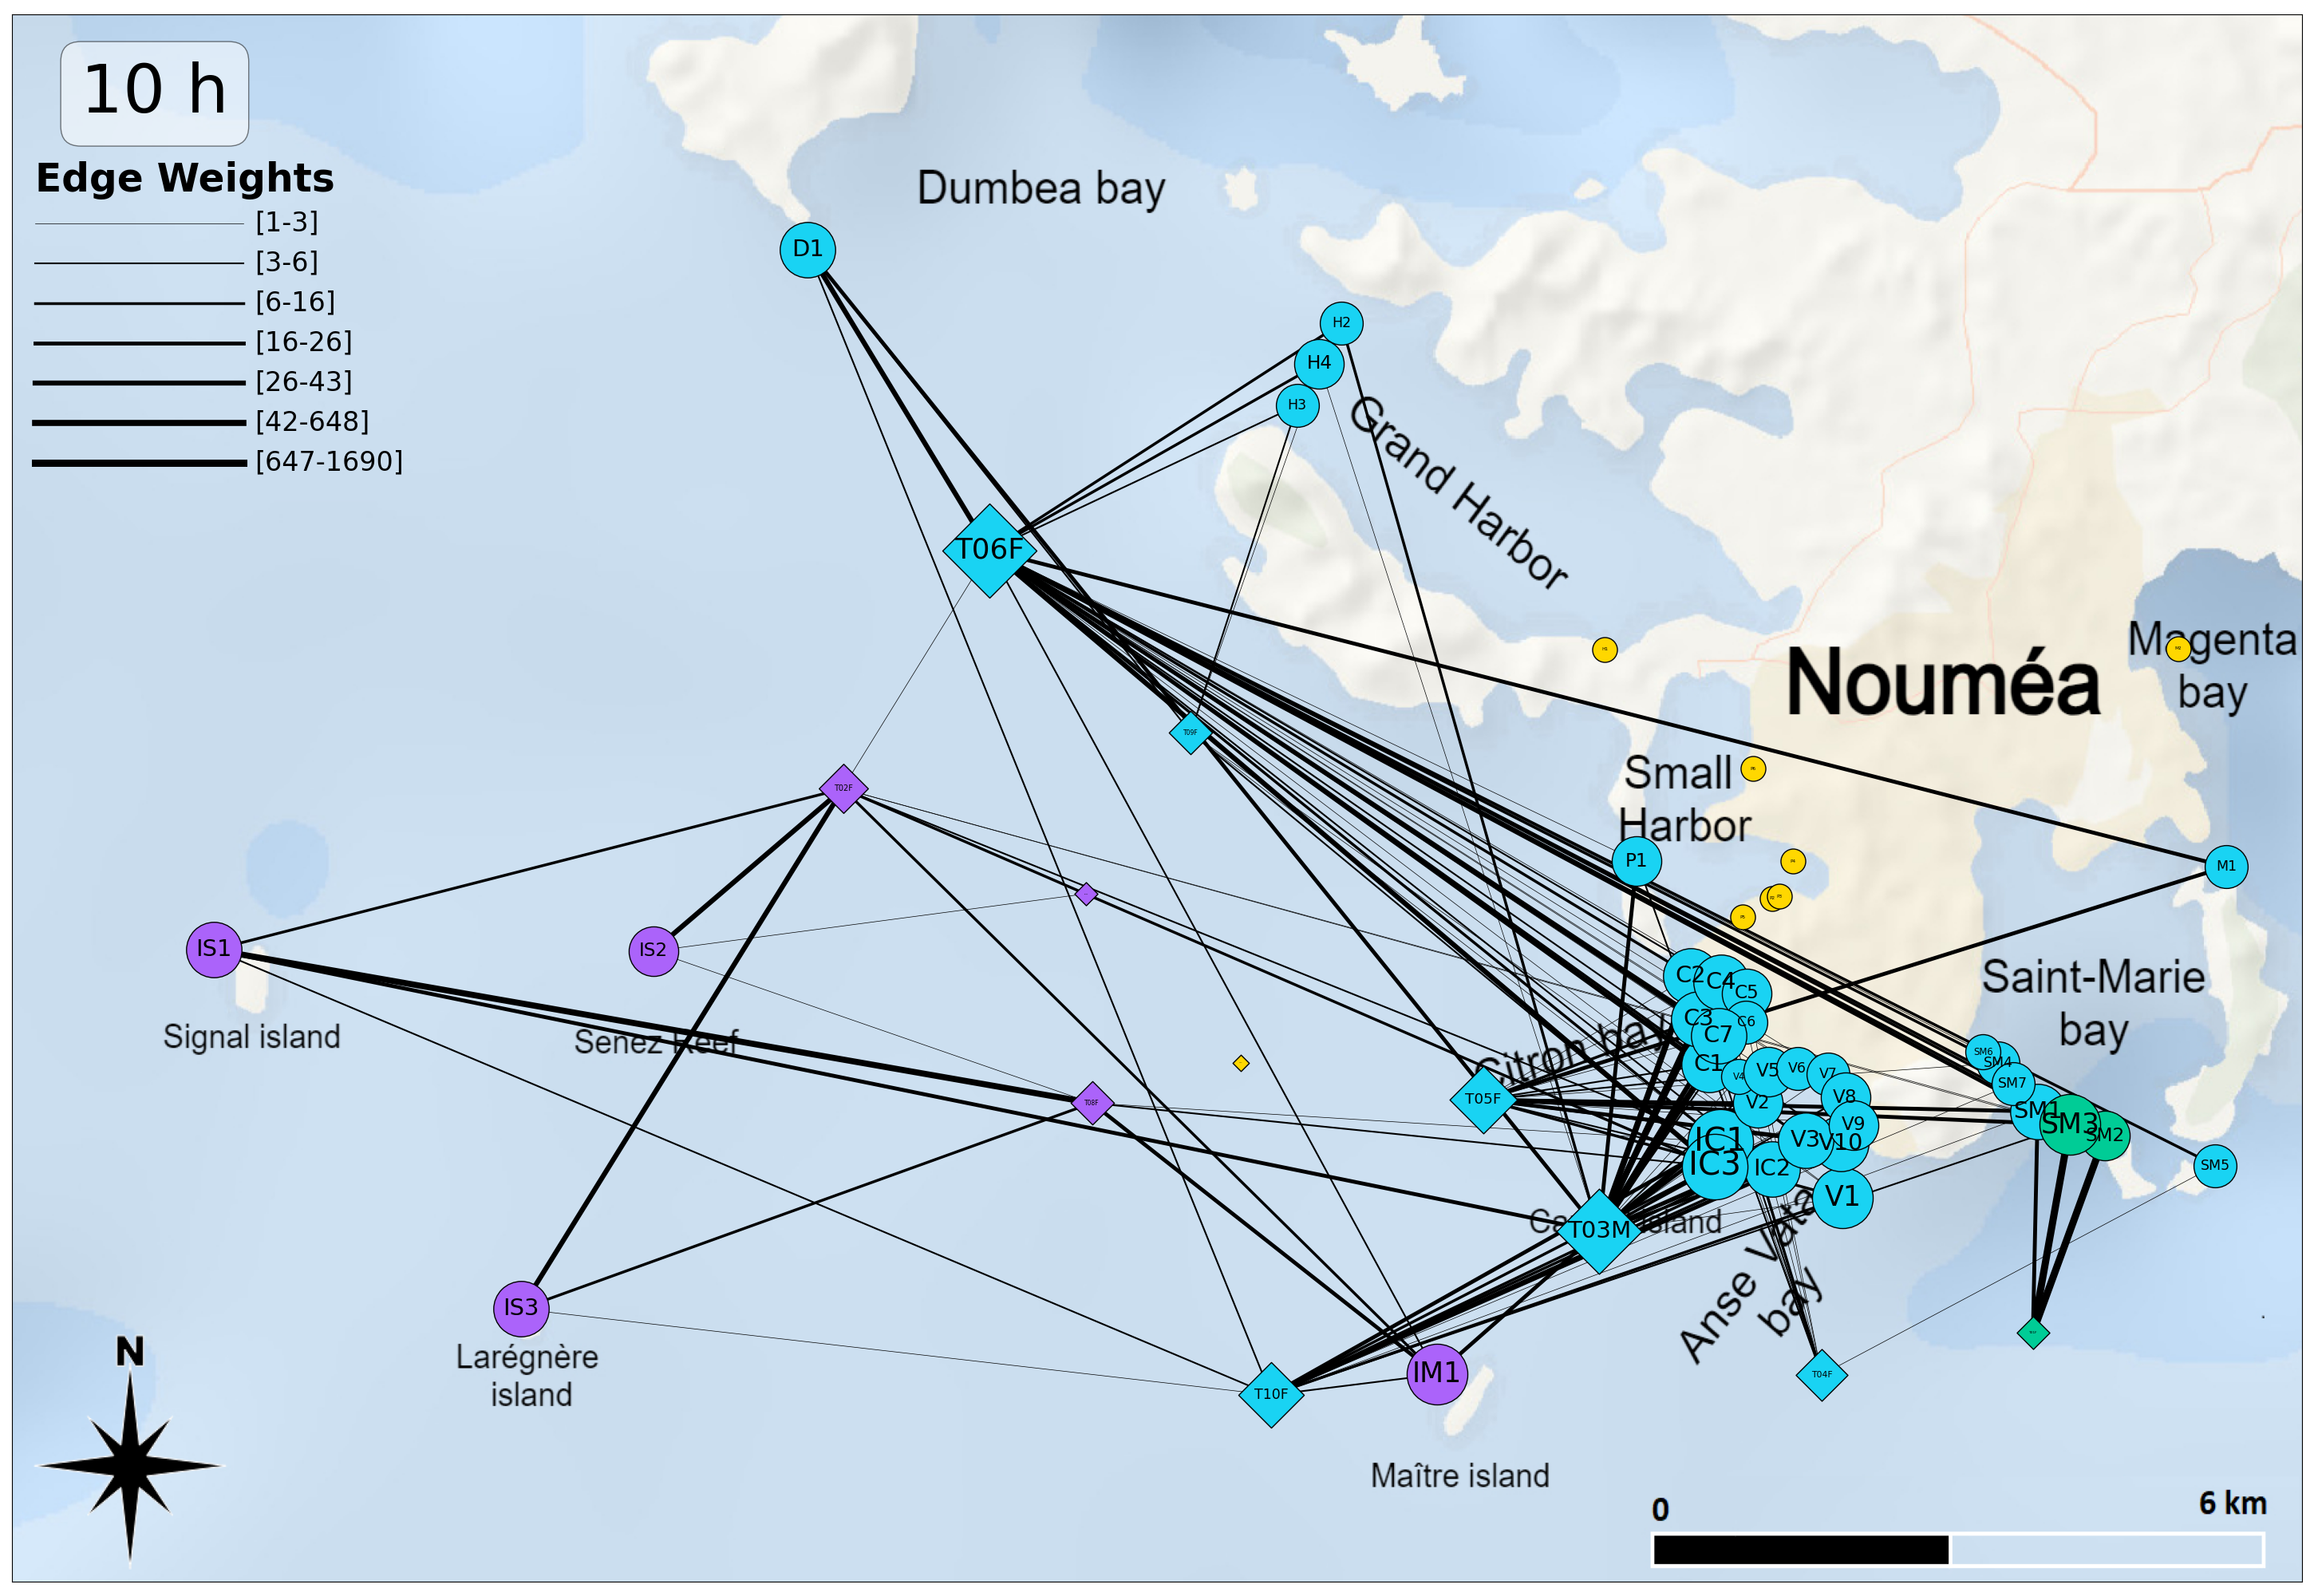 10 h
Edge Weights
[1-3]
[3-6]
[6-16]
[16-26]
[26-43]
[42-648]
[647-1690]
Dumbea bay
D1
H2
H4
H3
Grand Harbor
T06F
Magenta
bay
Nouméa
T09F
Small
Harbor
T02F
P1
M1
IS1
IS2
Signal island
Senez Reef
Saint-Marie
bay
C2
C4
C5
C3
C6
C7
C1
Citron bay
T05F
T08F
V4
V5
V6
V7
V2
V8
V9
V3
V10
IC1
IC3
IC2
V1
SM6
SM4
SM7
SM1
SM3
SM2
SM5
T03M
island
Anse Vata
bay
IS3
Larégnère
island
T10F
IM1
T04F
Maître island
N
0
6 km